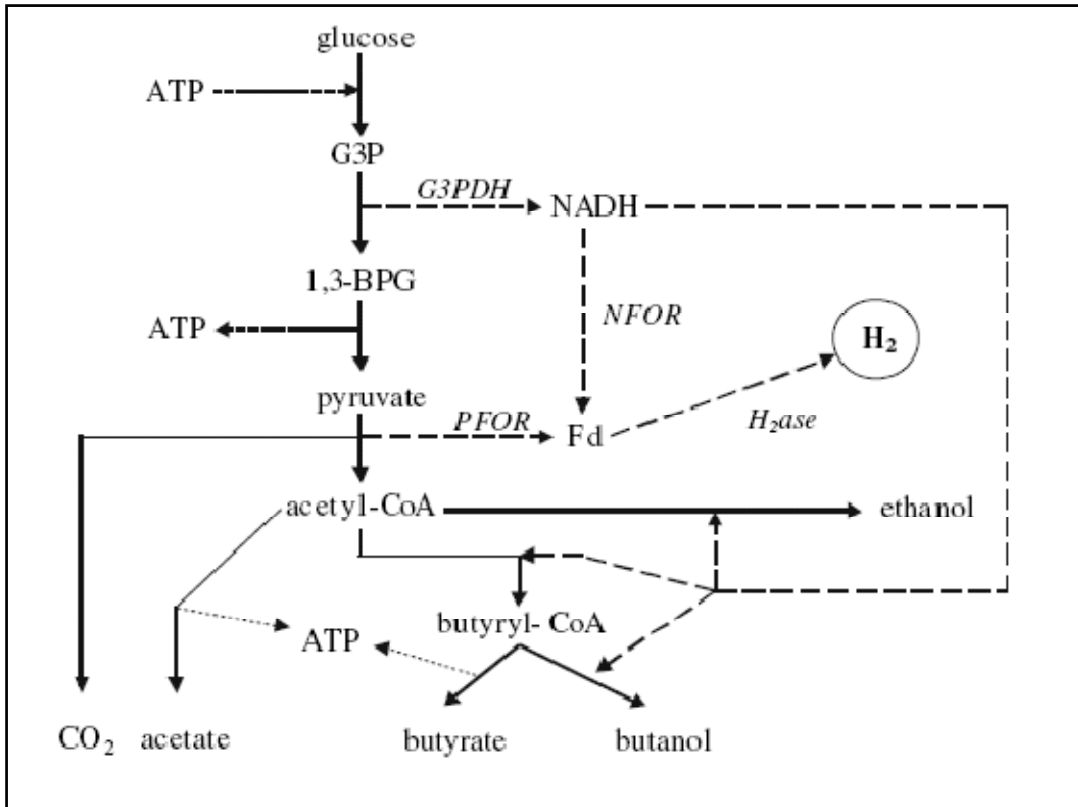 glucose
ATP
G3P
G3PDH
NADH
1,3-BPG
NFOR
ATP
H₂
pyruvate
PFOR
Fd
H₂ase
acetyl-CoA
ethanol
butyryl- CoA
ATP
CO₂ acetate
butyrate
butanol